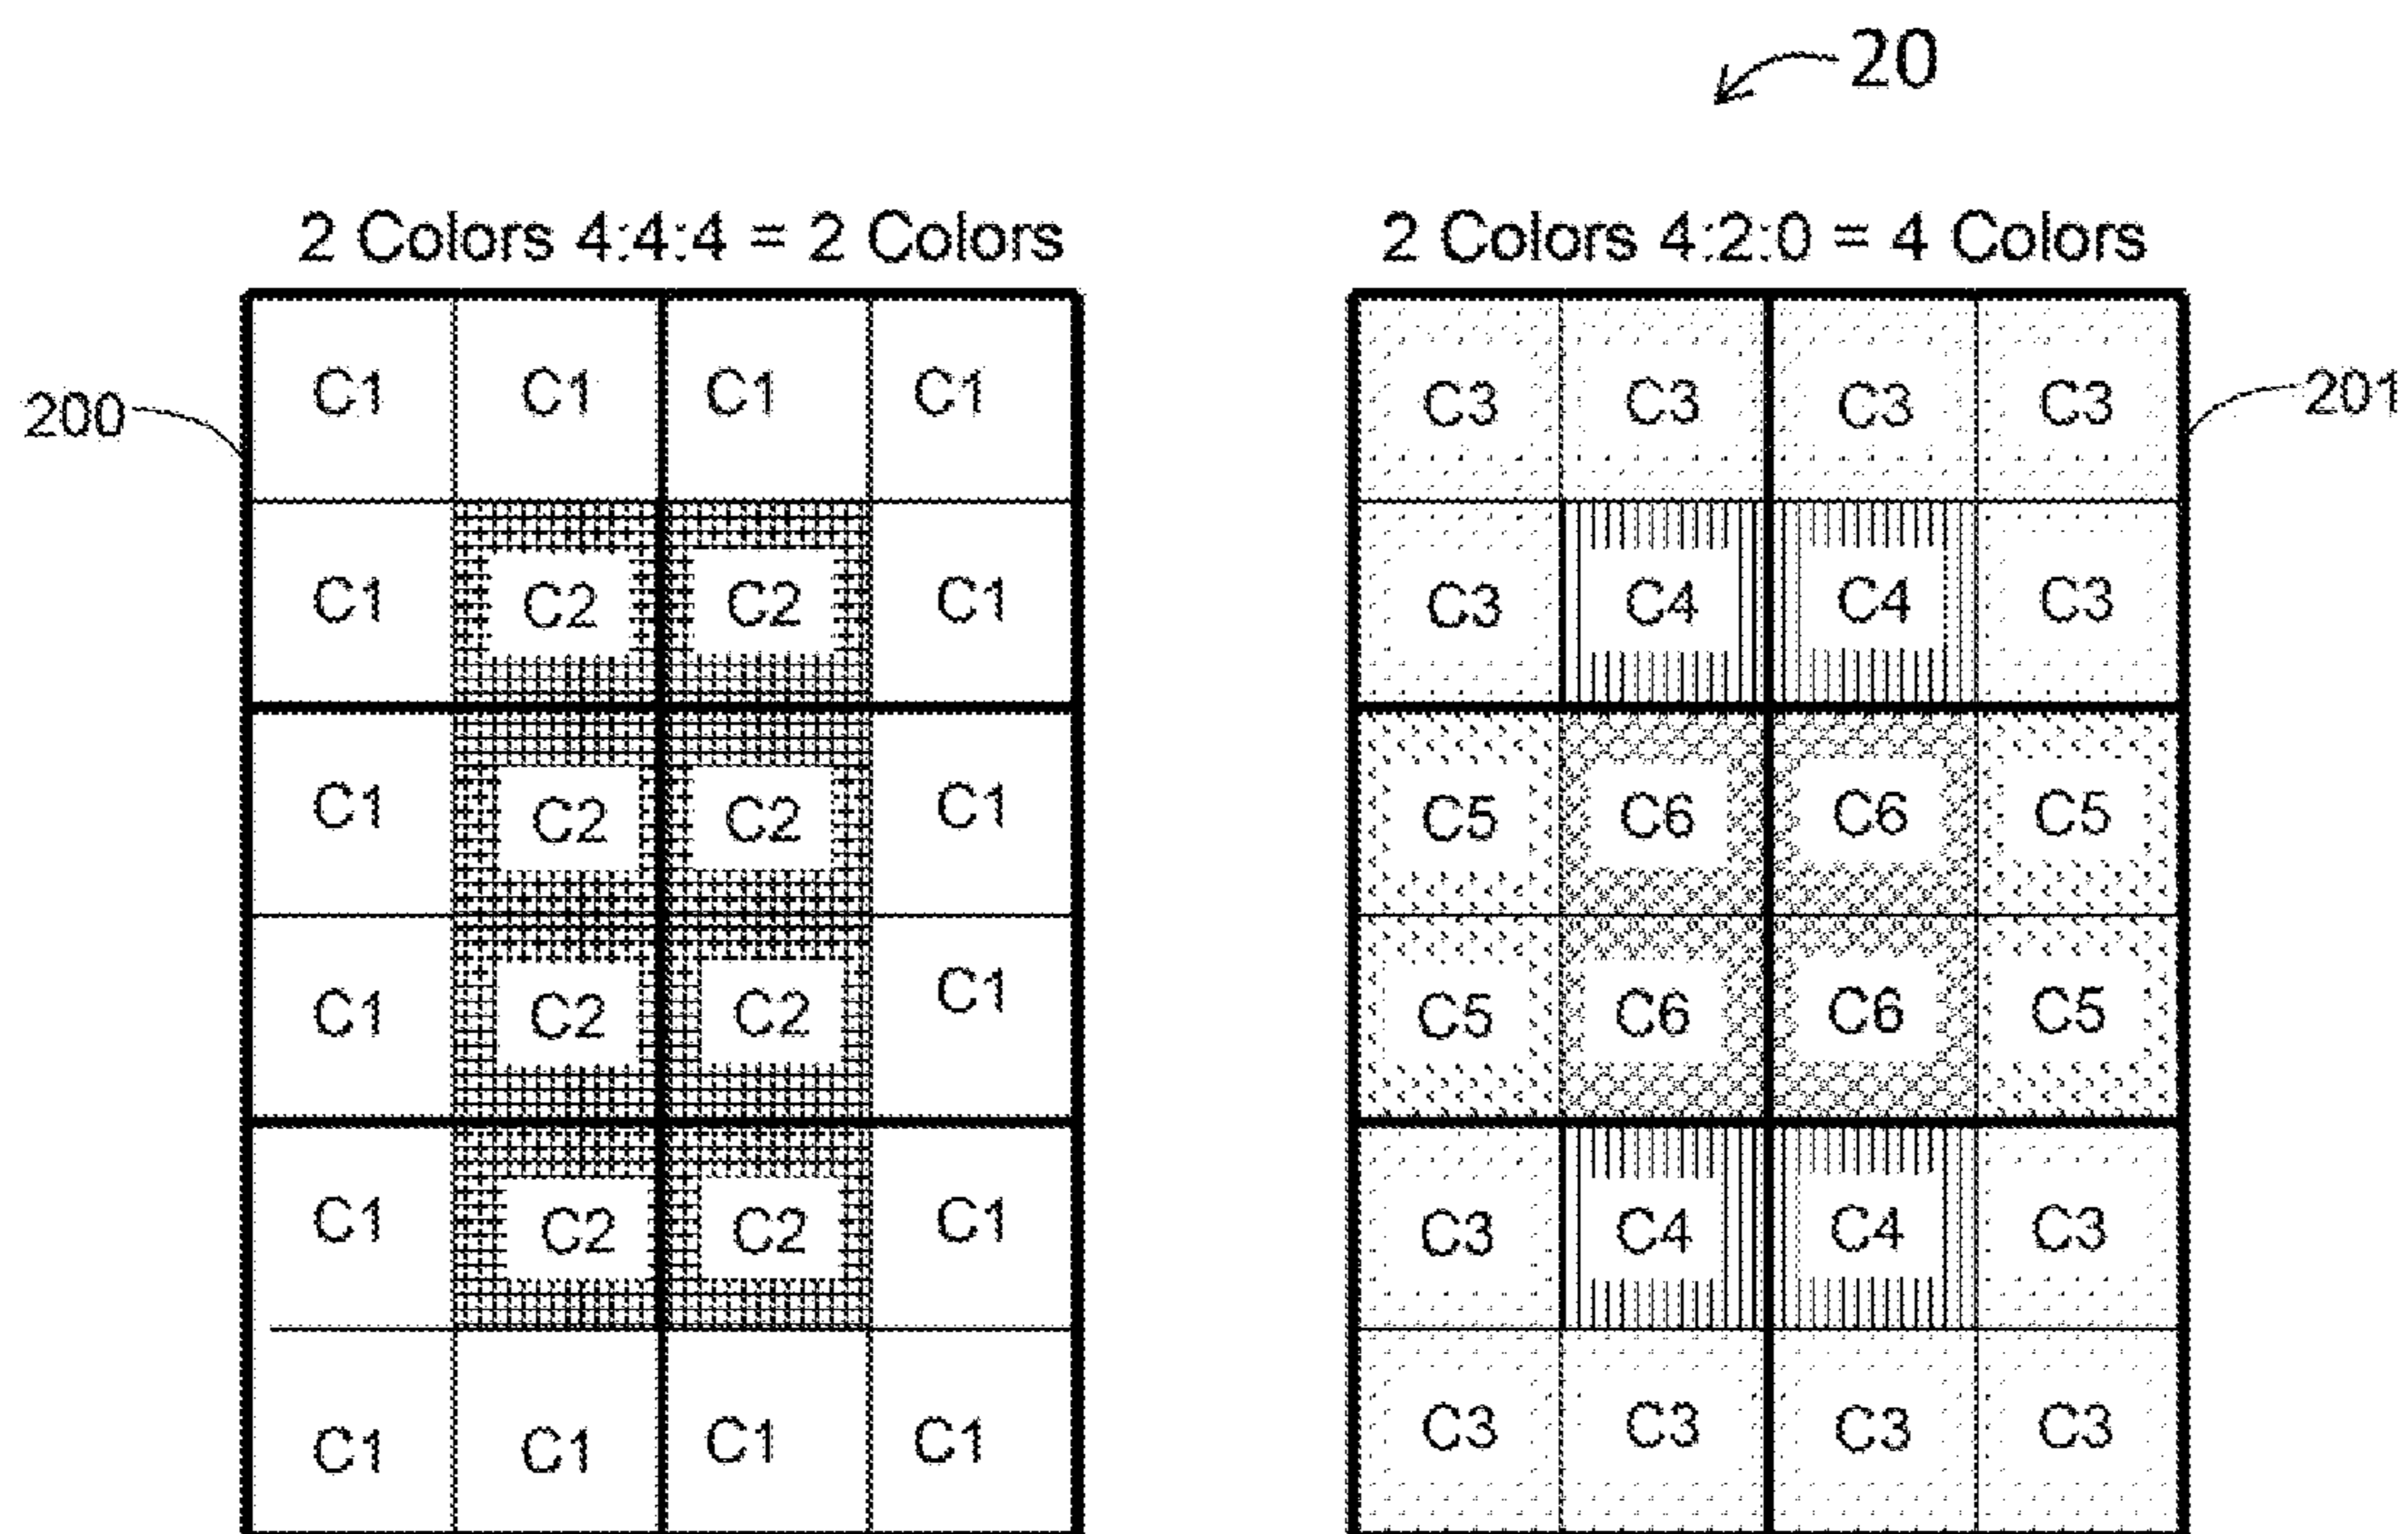 20
2 Colors 4:4:4 = 2 Colors
2 Colors 4:2:0 = 4 Colors
200
201
C1 C1 C1 C1
C1 C2 C2 C1
C1 C2 C2 C1
C1 C2 C2 C1
C1 C2 C2 C1
C1 C1 C1 C1
C3 C3 C3 C3
C3 C4 C4 C3
C5 C6 C6 C5
C5 C6 C6 C5
C3 C4 C4 C3
C3 C3 C3 C3